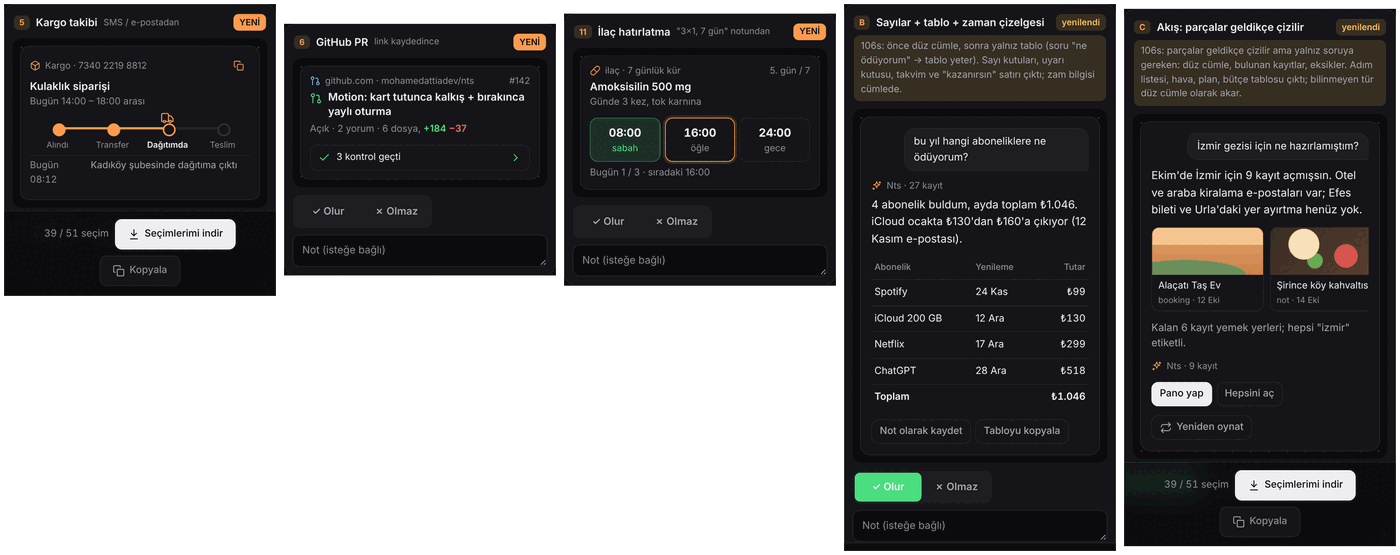 5 Kargo takibi SMS / e-postadan YENİ
Kargo · 7340 2219 8812
Kulaklık siparişi
Bugün 14:00 – 18:00 arası
Alındı Transfer Dağıtımda Teslim
Bugün 08:12 Kadıköy şubesinde dağıtıma çıktı
39 / 51 seçim Seçimlerimi indir
Kopyala
6 GitHub PR link kaydedince YENİ
github.com · mohamedattiadev/nts #142
Motion: kart tutunca kalkış + bırakınca
yaylı oturma
Açık · 2 yorum · 6 dosya, +184 −37
3 kontrol geçti
✓ Olur × Olmaz
Not (isteğe bağlı)
11 İlaç hatırlatma "3×1, 7 gün" notundan YENİ
ilaç · 7 günlük kür 5. gün / 7
Amoksisilin 500 mg
Günde 3 kez, tok karnına
08:00 16:00 24:00
sabah öğle gece
Bugün 1 / 3 · sıradaki 16:00
✓ Olur × Olmaz
Not (isteğe bağlı)
B Sayılar + tablo + zaman çizelgesi yenilendi
106s: önce düz cümle, sonra yalnız tablo (soru "ne
ödüyorum" → tablo yeter). Sayı kutuları, uyarı
kutusu, takvim ve "kazanırsın" satırı çıktı; zam bilgisi
cümlede.
bu yıl hangi aboneliklere ne
ödüyorum?
Nts · 27 kayıt
4 abonelik buldum, ayda toplam ₺1.046.
iCloud ocakta ₺130'dan ₺160'a çıkıyor (12
Kasım e-postası).
Abonelik Yenileme Tutar
Spotify 24 Kas ₺99
iCloud 200 GB 12 Ara ₺130
Netflix 17 Ara ₺299
ChatGPT 28 Ara ₺518
Toplam ₺1.046
Not olarak kaydet Tabloyu kopyala
✓ Olur × Olmaz
Not (isteğe bağlı)
C Akış: parçalar geldikçe çizilir yenilendi
106s: parçalar geldikçe çizilir ama yalnız soruya
gereken: düz cümle, bulunan kayıtlar, eksikler. Adım
listesi, hava, plan, bütçe tablosu çıktı; bilinmeyen tür
düz cümle olarak akar.
İzmir gezisi için ne hazırlamıştım?
Ekim'de İzmir için 9 kayıt açmışsın. Otel
ve araba kiralama e-postaları var; Efes
bileti ve Urla'daki yer ayırtma henüz yok.
Alaçatı Taş Ev Şirince köy kahvaltıs
booking · 12 Eki not · 14 Eki
Kalan 6 kayıt yemek yerleri; hepsi "izmir"
etiketli.
Nts · 9 kayıt
Pano yap Hepsini aç
Yeniden oynat
39 / 51 seçim Seçimlerimi indir
Kopyala